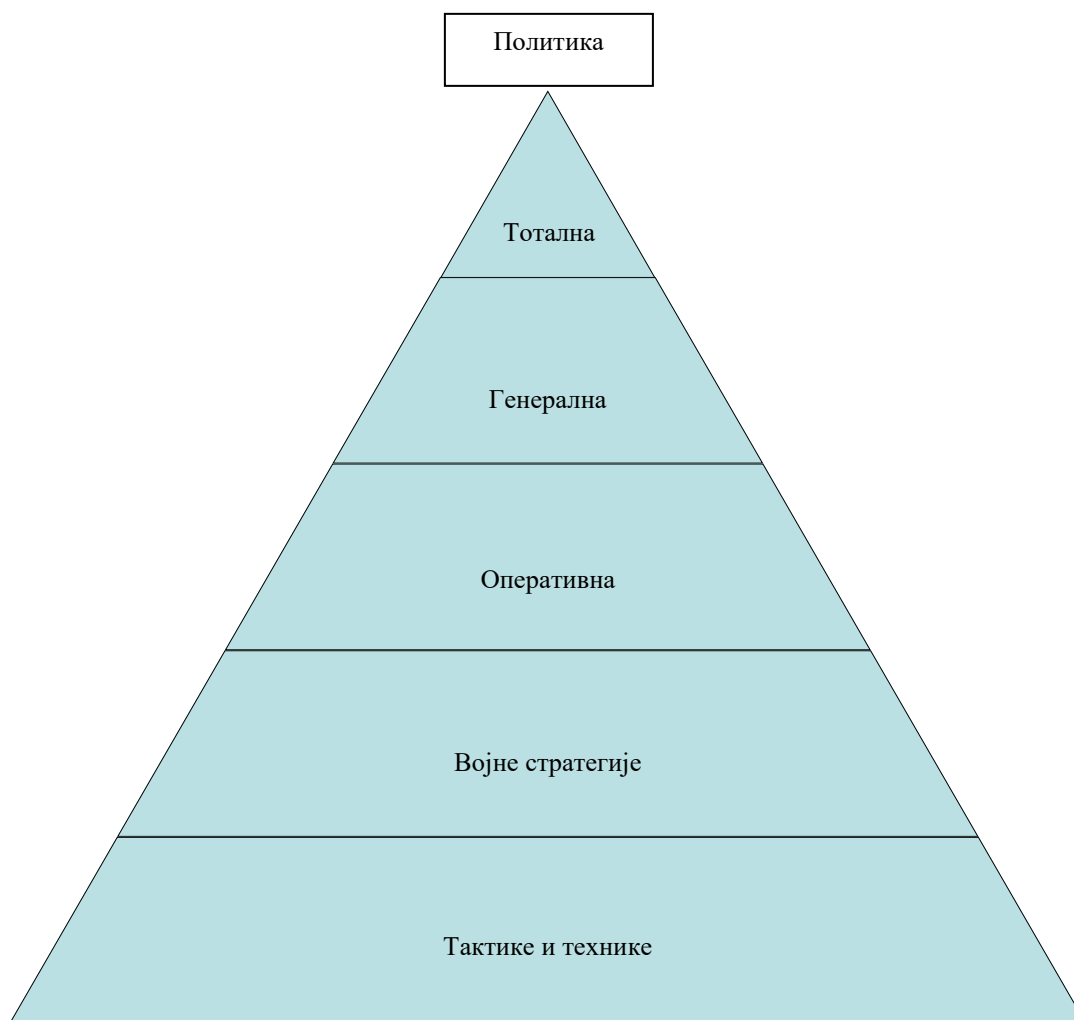 Политика
Тотална
Генерална
Оперативна
Војне стратегије
Тактике и технике